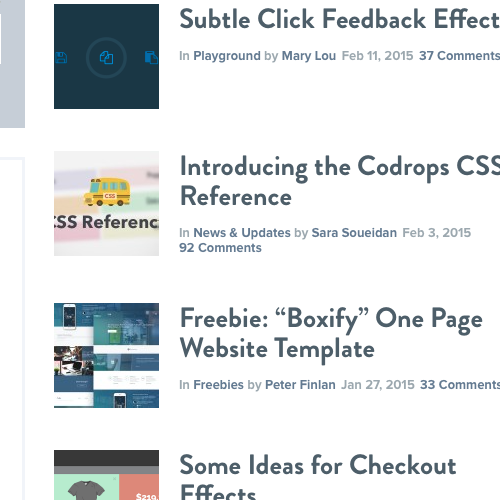 Subtle Click Feedback Effect
In Playground by Mary Lou Feb 11, 2015 37 Comments
Introducing the Codrops CSS
Reference
In News & Updates by Sara Soueidan Feb 3, 2015
92 Comments
CSS
CSS Reference
Freebie: “Boxify” One Page
Website Template
In Freebies by Peter Finlan Jan 27, 2015 33 Comments
Some Ideas for Checkout
Effects
$219